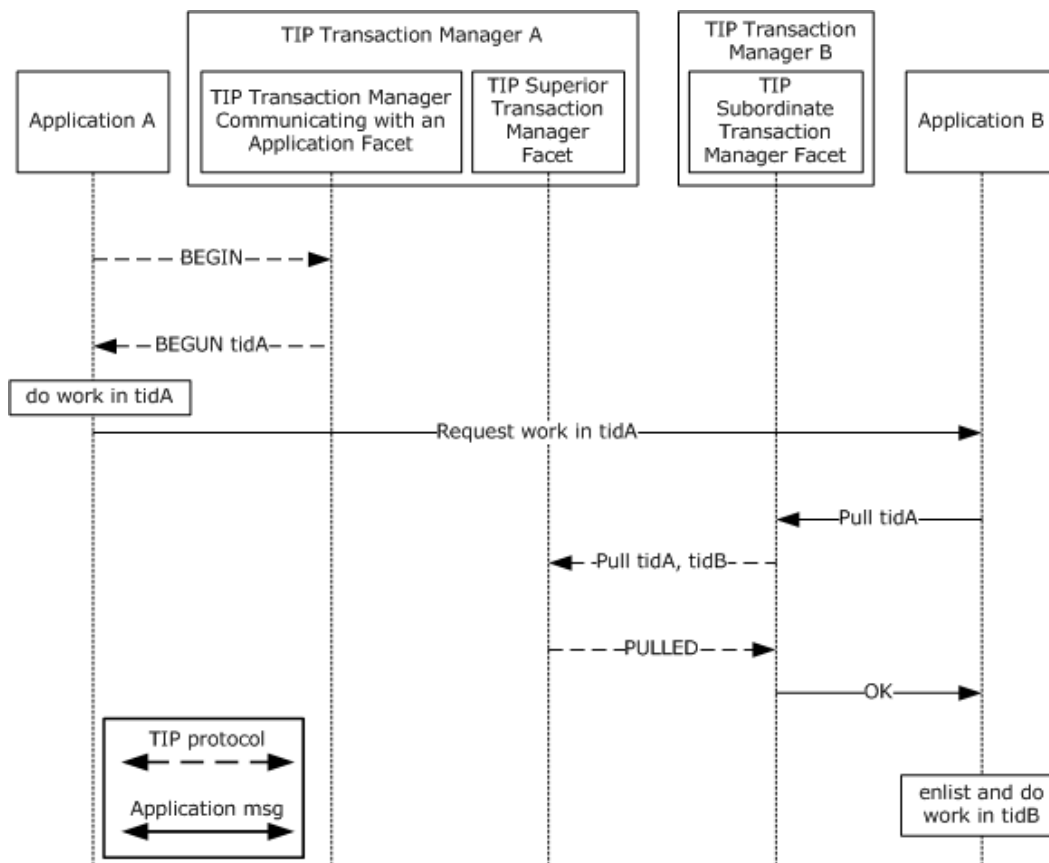 TIP Transaction Manager A
TIP Transaction
Manager B
Application A
TIP Transaction Manager
Communicating with an
Application Facet
TIP Superior
Transaction
Manager
Facet
TIP
Subordinate
Transaction
Manager Facet
Application B
BEGIN
BEGUN tidA
do work in tidA
Request work in tidA
Pull tidA
Pull tidA, tidB
PULLED
OK
TIP protocol
Application msg
enlist and do
work in tidB